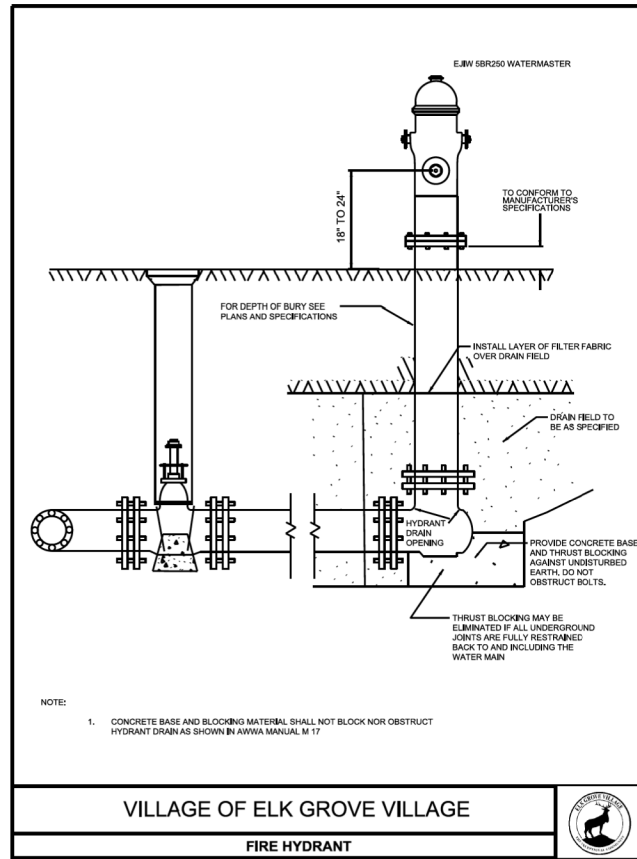 EJIW 5BR250 WATERMASTER
18" TO 24"
TO CONFORM TO
MANUFACTURER'S
SPECIFICATIONS
FOR DEPTH OF BURY SEE
PLANS AND SPECIFICATIONS
INSTALL LAYER OF FILTER FABRIC
OVER DRAIN FIELD
DRAIN FIELD TO
BE AS SPECIFIED
HYDRANT
DRAIN
OPENING
PROVIDE CONCRETE BASE
AND THRUST BLOCKING
AGAINST UNDISTURBED
EARTH, DO NOT
OBSTRUCT BOLTS.
THRUST BLOCKING MAY BE
ELIMINATED IF ALL UNDERGROUND
JOINTS ARE FULLY RESTRAINED
BACK TO AND INCLUDING THE
WATER MAIN
NOTE:
1. CONCRETE BASE AND BLOCKING MATERIAL SHALL NOT BLOCK NOR OBSTRUCT
HYDRANT DRAIN AS SHOWN IN AWWA MANUAL M 17
VILLAGE OF ELK GROVE VILLAGE
FIRE HYDRANT
ELK GROVE VILLAGE